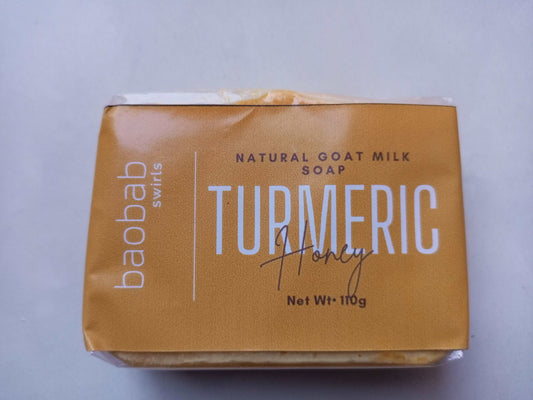 baobab
swirls
NATURAL GOAT MILK
SOAP
TURMERIC
Honey
Net Wt• 110g